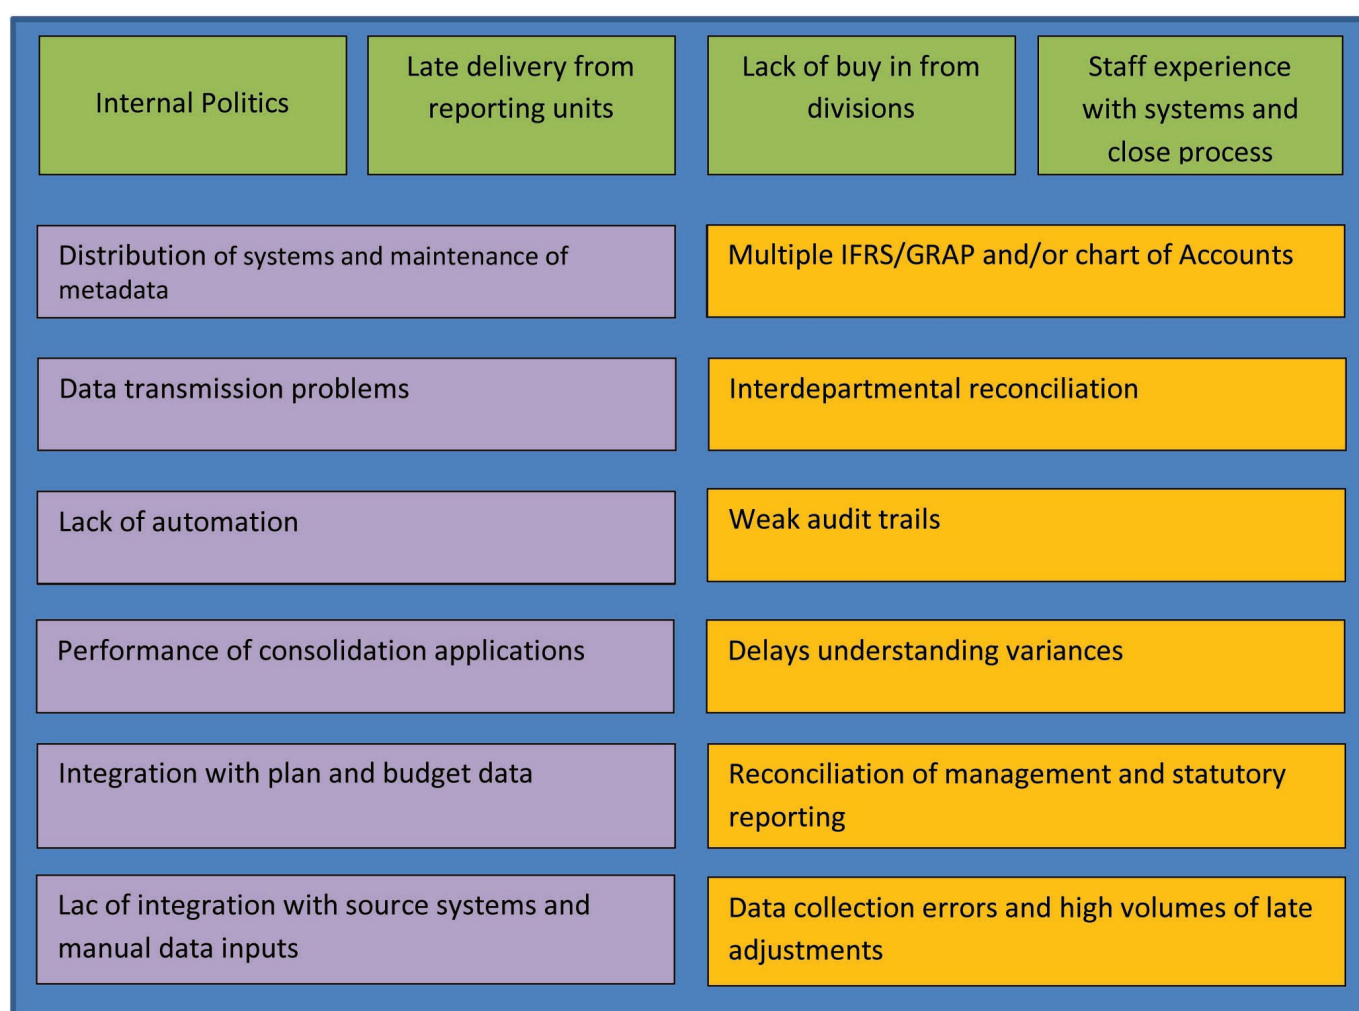 Internal Politics
Late delivery from
reporting units
Lack of buy in from
divisions
Staff experience
with systems and
close process
Distribution of systems and maintenance of
metadata
Multiple IFRS/GRAP and/or chart of Accounts
Data transmission problems
Interdepartmental reconciliation
Lack of automation
Weak audit trails
Performance of consolidation applications
Delays understanding variances
Integration with plan and budget data
Reconciliation of management and statutory
reporting
Lac of integration with source systems and
manual data inputs
Data collection errors and high volumes of late
adjustments